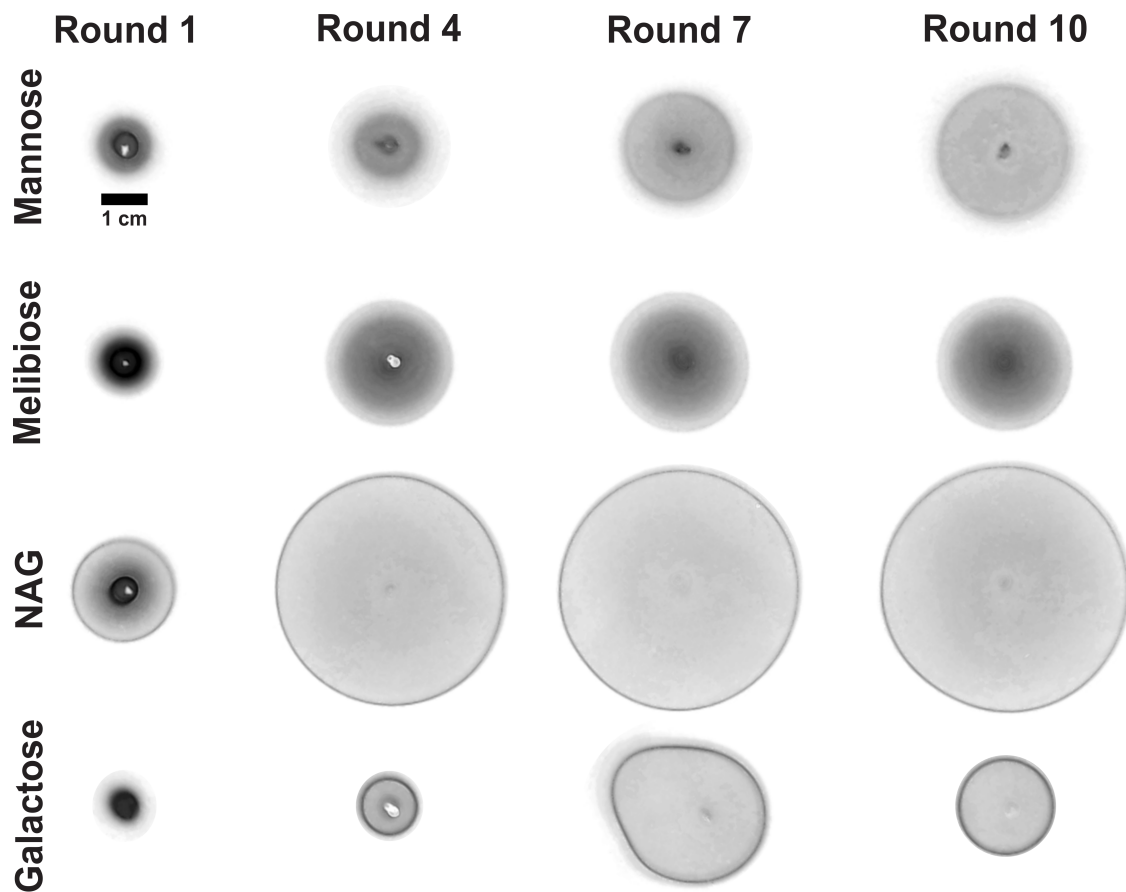 Round 1 Round 4 Round 7 Round 10
Mannose
1 cm
Melibiose
NAG
Galactose